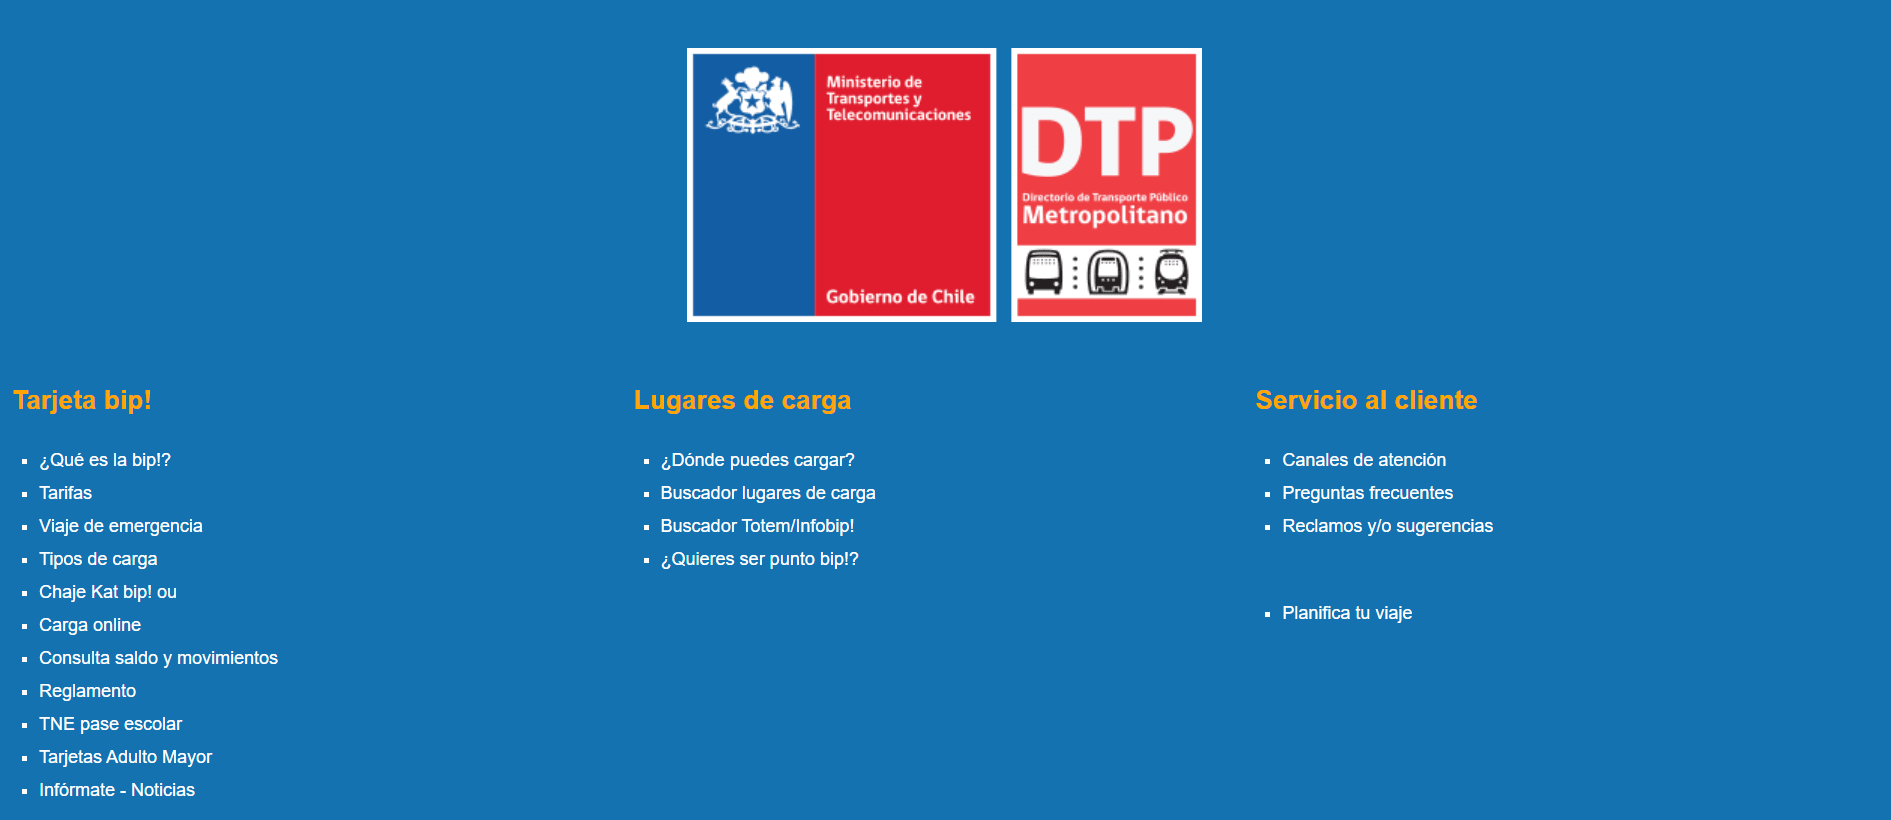 Ministerio de
Transportes y
Telecomunicaciones
Gobierno de Chile
DTP
Directorio de Transporte Público
Metropolitano
Tarjeta bip!
¿Qué es la bip!?
Tarifas
Viaje de emergencia
Tipos de carga
Chaje Kat bip! ou
Carga online
Consulta saldo y movimientos
Reglamento
TNE pase escolar
Tarjetas Adulto Mayor
Infórmate - Noticias
Lugares de carga
¿Dónde puedes cargar?
Buscador lugares de carga
Buscador Totem/Infobip!
¿Quieres ser punto bip!?
Servicio al cliente
Canales de atención
Preguntas frecuentes
Reclamos y/o sugerencias
Planifica tu viaje